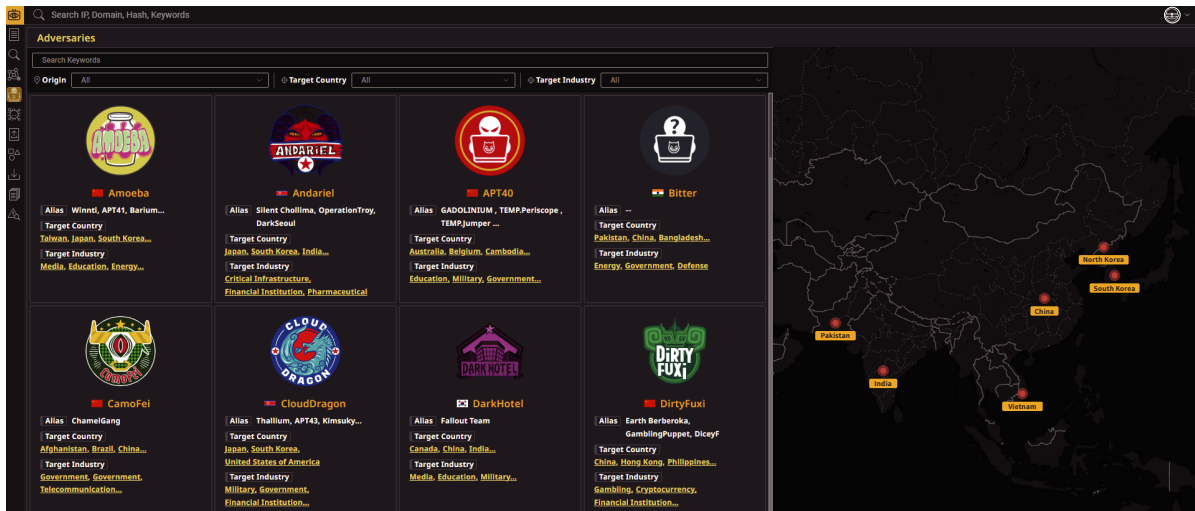 Search IP, Domain, Hash, Keywords
Adversaries
Search Keywords
Origin All
Target Country All
Target Industry All
AMOEBA
Amoeba
Alias Winnti, APT41, Barium...
Target Country
Taiwan, Japan, South Korea...
Target Industry
Media, Education, Energy...
ANDARIEL
Andariel
Alias Silent Chollima, OperationTroy,
DarkSeoul
Target Country
Japan, South Korea, India...
Target Industry
Critical Infrastructure,
Financial Institution, Pharmaceutical
APT40
Alias GADOLINIUM , TEMP.Periscope ,
TEMP.Jumper ...
Target Country
Australia, Belgium, Cambodia...
Target Industry
Education, Military, Government...
?
Bitter
Alias --
Target Country
Pakistan, China, Bangladesh...
Target Industry
Energy, Government, Defense
CamoFei
CamoFei
Alias ChamelGang
Target Country
Afghanistan, Brazil, China...
Target Industry
Government, Government,
Telecommunication...
CLOUD
DRAGON
CloudDragon
Alias Thallium, APT43, Kimsuky...
Target Country
Japan, South Korea,
United States of America
Target Industry
Military, Government,
Financial Institution...
DARK HOTEL
DarkHotel
Alias Fallout Team
Target Country
Canada, China, India...
Target Industry
Media, Education, Military...
DiRTY
FUXi
DirtyFuxi
Alias Earth Berberoka,
GamblingPuppet, DiceyF
Target Country
China, Hong Kong, Philippines...
Target Industry
Gambling, Cryptocurrency,
Financial Institution...
North Korea
South Korea
China
Pakistan
India
Vietnam